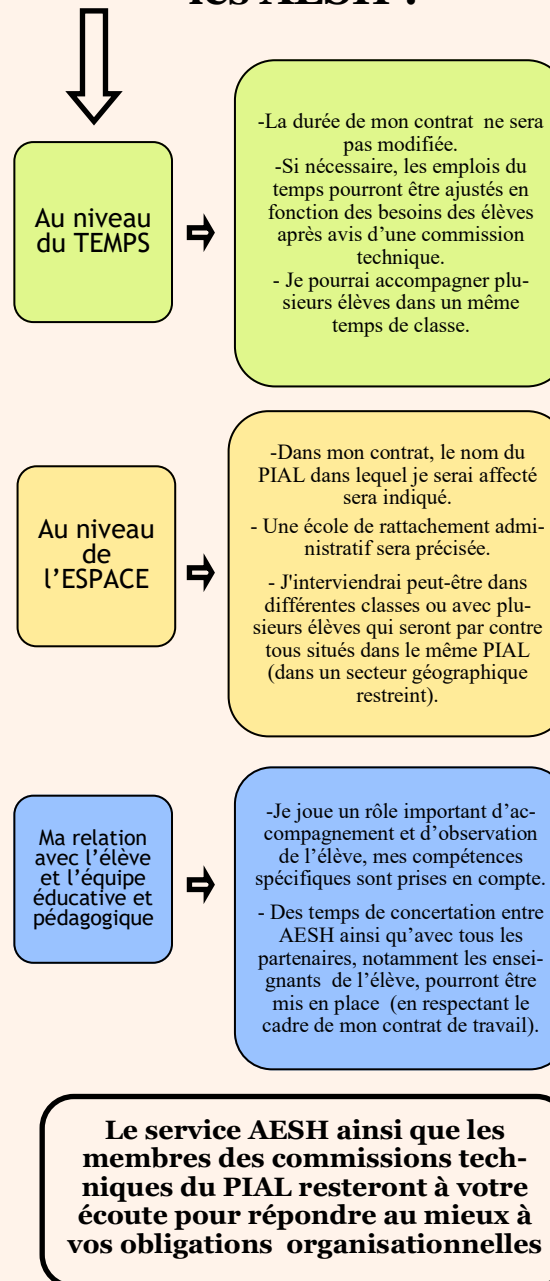 les AESH ?
Au niveau
du TEMPS
-La durée de mon contrat ne sera
pas modifiée.
-Si nécessaire, les emplois du
temps pourront être ajustés en
fonction des besoins des élèves
après avis d’une commission
technique.
- Je pourrai accompagner plu-
sieurs élèves dans un même
temps de classe.
Au niveau
de
l’ESPACE
-Dans mon contrat, le nom du
PIAL dans lequel je serai affecté
sera indiqué.
- Une école de rattachement admi-
nistratif sera précisée.
- J'interviendrai peut-être dans
différentes classes ou avec plu-
sieurs élèves qui seront par contre
tous situés dans le même PIAL
(dans un secteur géographique
restreint).
Ma relation
avec l’élève
et l’équipe
éducative et
pédagogique
-Je joue un rôle important d’ac-
compagnement et d’observation
de l’élève, mes compétences
spécifiques sont prises en compte.
- Des temps de concertation entre
AESH ainsi qu’avec tous les
partenaires, notamment les ensei-
gnants de l’élève, pourront être
mis en place (en respectant le
cadre de mon contrat de travail).
Le service AESH ainsi que les
membres des commissions tech-
niques du PIAL resteront à votre
écoute pour répondre au mieux à
vos obligations organisationnelles